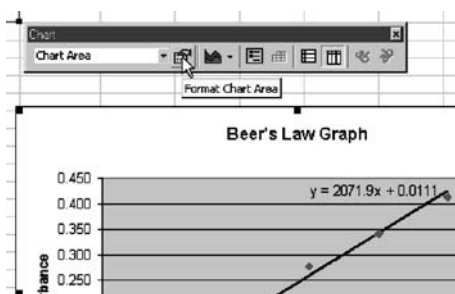 Chart
Chart Area
Format Chart Area
Beer's Law Graph
0.450
y = 2071.9x + 0.0111
0.400
0.350
0.300
0.250